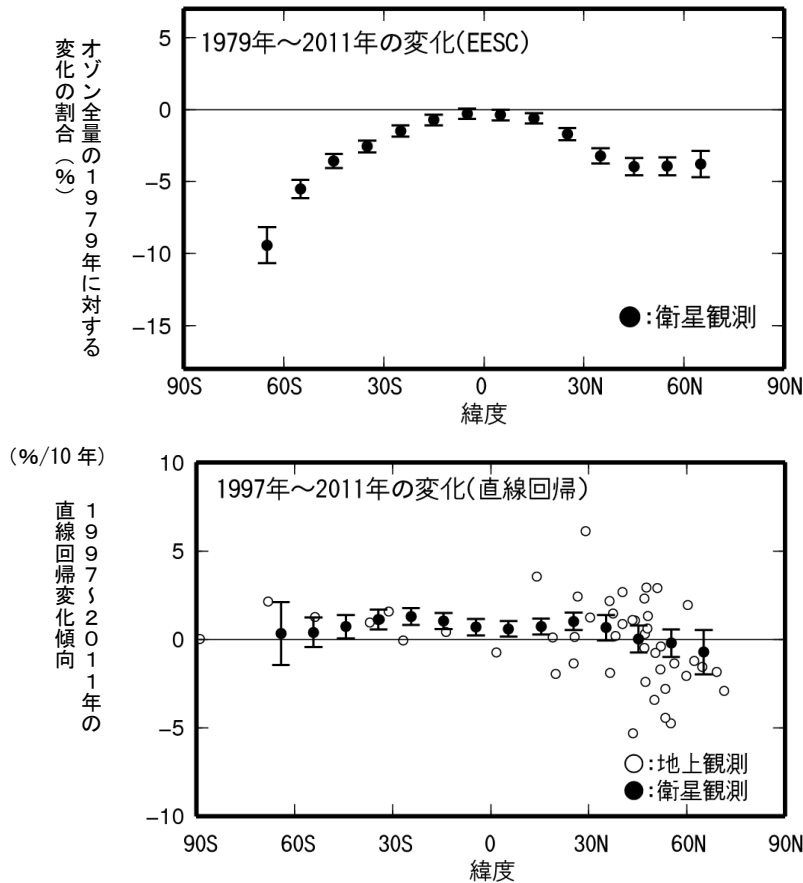 オゾン全量の1979年に対する
変化の割合(%)
1979年～2011年の変化(EESC)
5
0
−5
−10
−15
●:衛星観測
90S 60S 30S 0 30N 60N 90N
緯度
(%/10年)
1997～2011年の
直線回帰変化傾向
1997年～2011年の変化(直線回帰)
10
5
0
−5
−10
○:地上観測
●:衛星観測
90S 60S 30S 0 30N 60N 90N
緯度